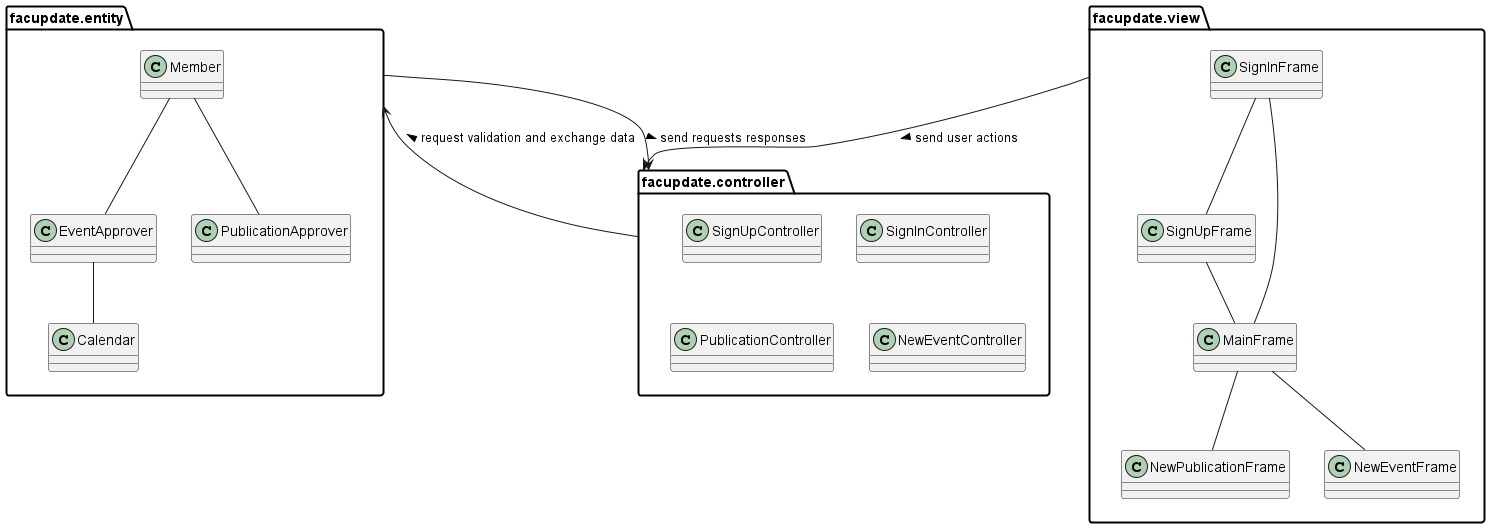 facupdate.entity
Member
EventApprover
PublicationApprover
Calendar
request validation and exchange data
send requests responses
send user actions
facupdate.controller
SignUpController
SignInController
PublicationController
NewEventController
facupdate.view
SignInFrame
SignUpFrame
MainFrame
NewPublicationFrame
NewEventFrame